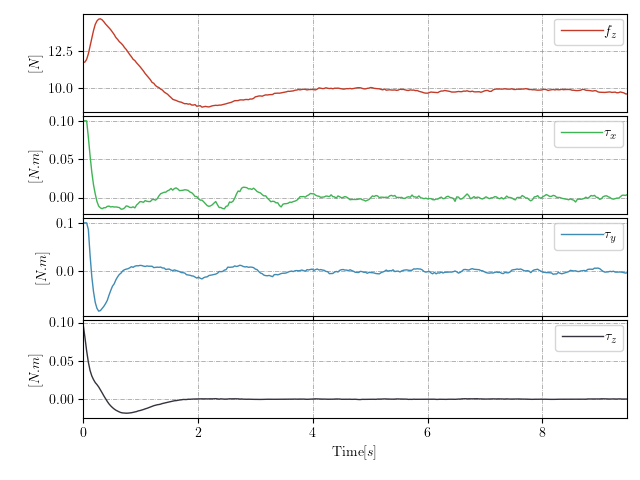 f_z
[N]
12.5
10.0
τ_x
[N.m]
0.10
0.05
0.00
τ_y
[N.m]
0.1
0.0
τ_z
[N.m]
0.10
0.05
0.00
0 2 4 6 8
Time[s]